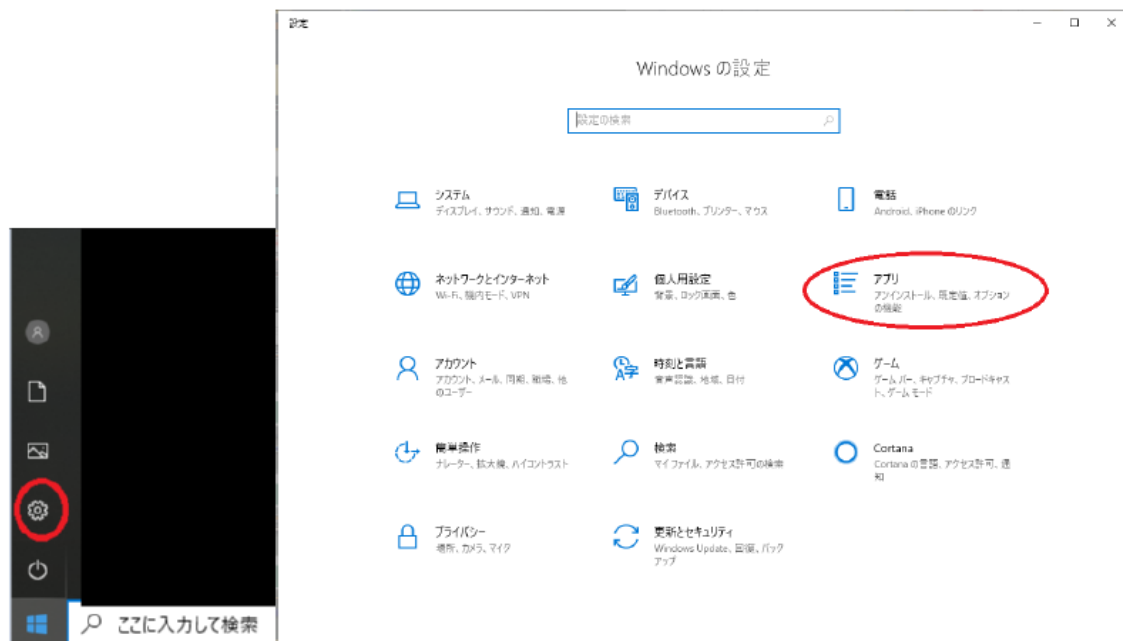 設定
Windows の設定
設定の検索
システム
ディスプレイ、サウンド、通知、電源
デバイス
Bluetooth、プリンター、マウス
電話
Android、iPhone のリンク
ネットワークとインターネット
Wi-Fi、機内モード、VPN
個人用設定
背景、ロック画面、色
アプリ
アンインストール、既定値、オプション
の機能
アカウント
アカウント、メール、同期、職場、他
のユーザー
時刻と言語
音声認識、地域、日付
ゲーム
ゲーム バー、キャプチャ、ブロードキャス
ト、ゲーム モード
簡単操作
ナレーター、拡大鏡、ハイコントラスト
検索
マイ ファイル、アクセス許可の検索
Cortana
Cortana の言語、アクセス許可、通
知
プライバシー
場所、カメラ、マイク
更新とセキュリティ
Windows Update、回復、バック
アップ
ここに入力して検索